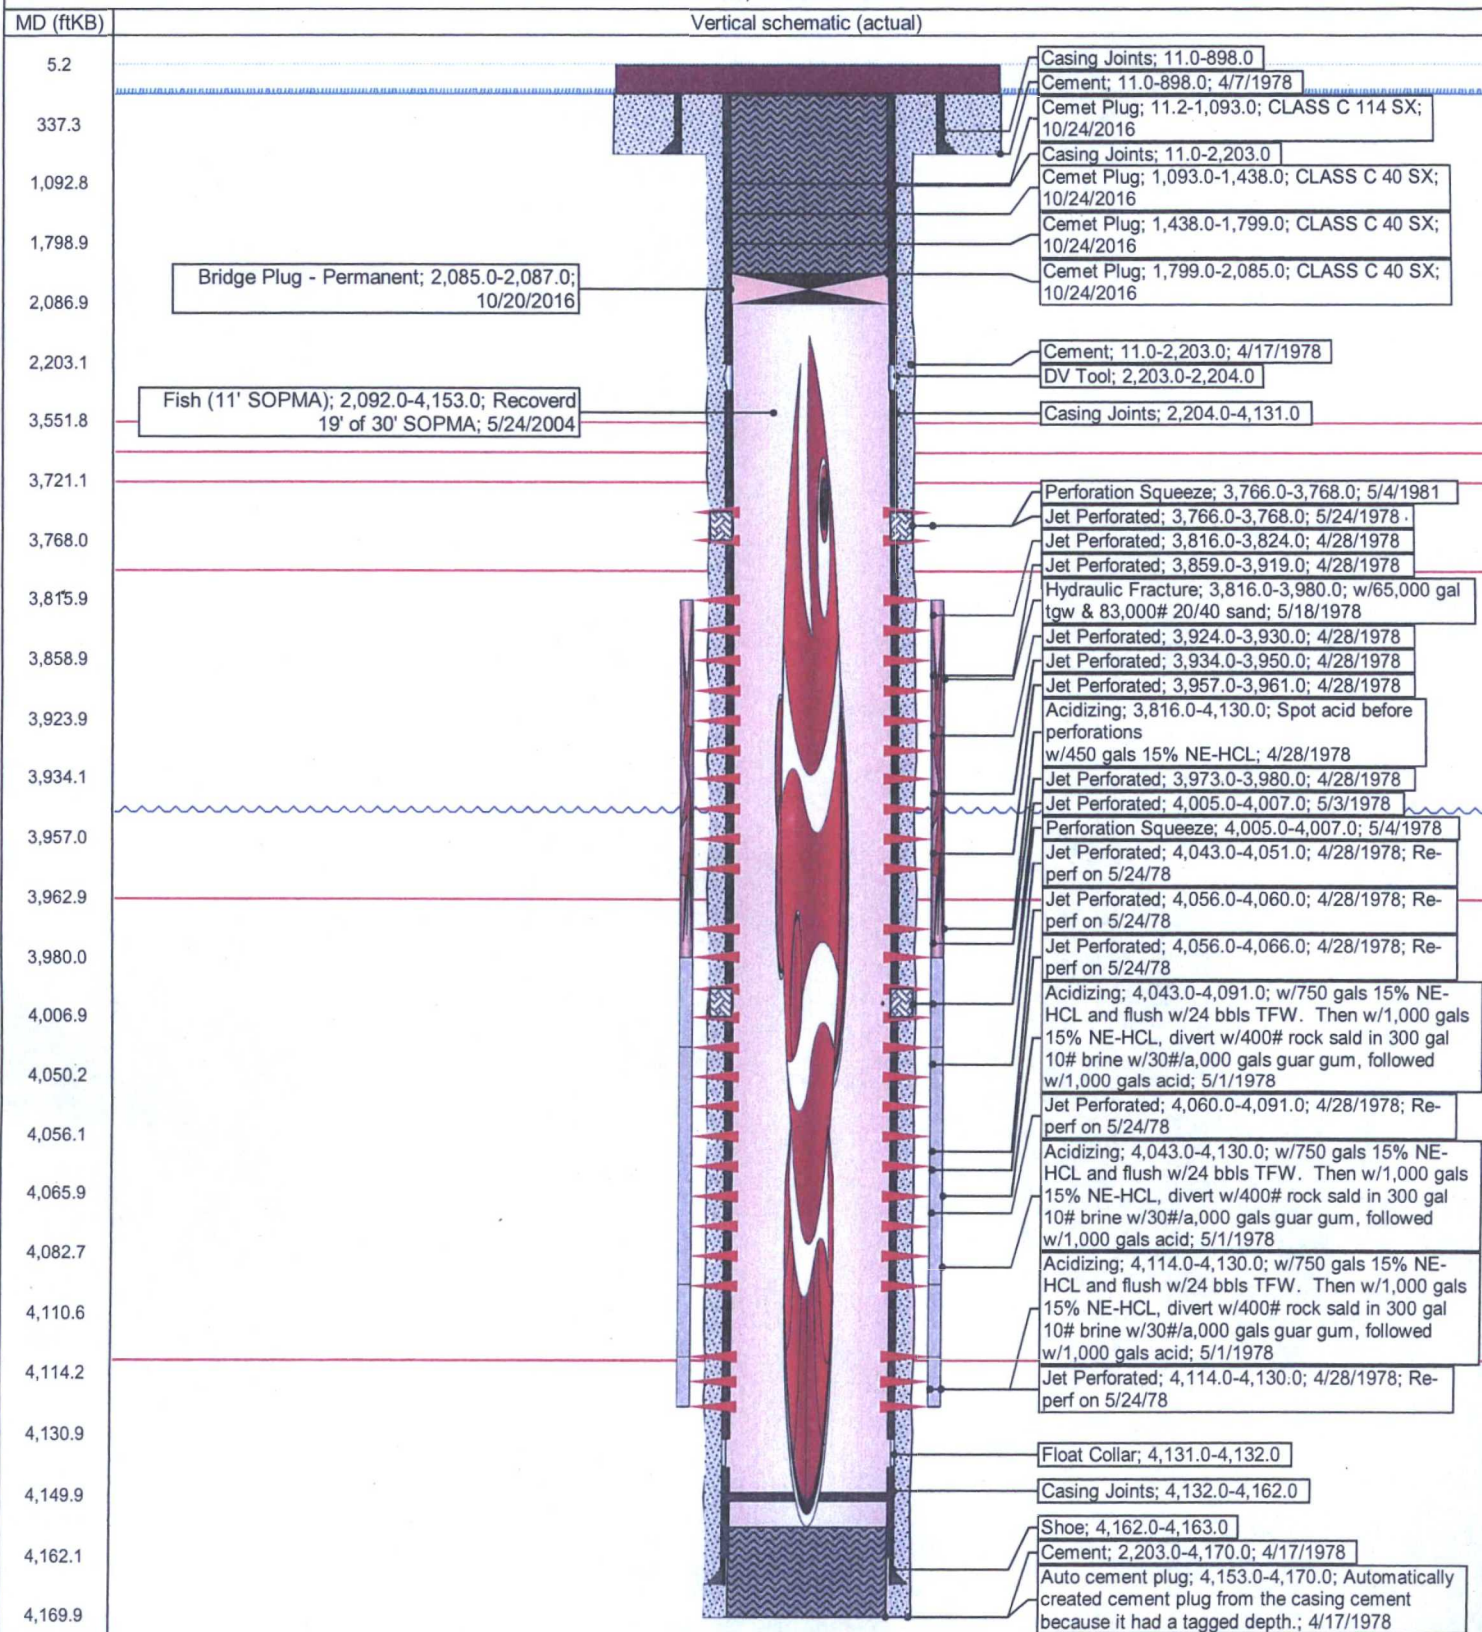 MD (ftKB)
Vertical schematic (actual)
5.2
337.3
1,092.8
1,798.9
2,086.9
2,203.1
3,551.8
3,721.1
3,768.0
3,815.9
3,858.9
3,923.9
3,934.1
3,957.0
3,962.9
3,980.0
4,006.9
4,050.2
4,056.1
4,065.9
4,082.7
4,110.6
4,114.2
4,130.9
4,149.9
4,162.1
4,169.9
Bridge Plug - Permanent; 2,085.0-2,087.0;
10/20/2016
Fish (11' SOPMA); 2,092.0-4,153.0; Recoverd
19' of 30' SOPMA; 5/24/2004
Casing Joints; 11.0-898.0
Cement; 11.0-898.0; 4/7/1978
Cemet Plug; 11.2-1,093.0; CLASS C 114 SX;
10/24/2016
Casing Joints; 11.0-2,203.0
Cemet Plug; 1,093.0-1,438.0; CLASS C 40 SX;
10/24/2016
Cemet Plug; 1,438.0-1,799.0; CLASS C 40 SX;
10/24/2016
Cemet Plug; 1,799.0-2,085.0; CLASS C 40 SX;
10/24/2016
Cement; 11.0-2,203.0; 4/17/1978
DV Tool; 2,203.0-2,204.0
Casing Joints; 2,204.0-4,131.0
Perforation Squeeze; 3,766.0-3,768.0; 5/4/1981
Jet Perforated; 3,766.0-3,768.0; 5/24/1978
Jet Perforated; 3,816.0-3,824.0; 4/28/1978
Jet Perforated; 3,859.0-3,919.0; 4/28/1978
Hydraulic Fracture; 3,816.0-3,980.0; w/65,000 gal
tgw & 83,000# 20/40 sand; 5/18/1978
Jet Perforated; 3,924.0-3,930.0; 4/28/1978
Jet Perforated; 3,934.0-3,950.0; 4/28/1978
Jet Perforated; 3,957.0-3,961.0; 4/28/1978
Acidizing; 3,816.0-4,130.0; Spot acid before
perforations
w/450 gals 15% NE-HCL; 4/28/1978
Jet Perforated; 3,973.0-3,980.0; 4/28/1978
Jet Perforated; 4,005.0-4,007.0; 5/3/1978
Perforation Squeeze; 4,005.0-4,007.0; 5/4/1978
Jet Perforated; 4,043.0-4,051.0; 4/28/1978; Re-
perf on 5/24/78
Jet Perforated; 4,056.0-4,060.0; 4/28/1978; Re-
perf on 5/24/78
Jet Perforated; 4,056.0-4,066.0; 4/28/1978; Re-
perf on 5/24/78
Acidizing; 4,043.0-4,091.0; w/750 gals 15% NE-
HCL and flush w/24 bbls TFW. Then w/1,000 gals
15% NE-HCL, divert w/400# rock sald in 300 gal
10# brine w/30#/a,000 gals guar gum, followed
w/1,000 gals acid; 5/1/1978
Jet Perforated; 4,060.0-4,091.0; 4/28/1978; Re-
perf on 5/24/78
Acidizing; 4,043.0-4,130.0; w/750 gals 15% NE-
HCL and flush w/24 bbls TFW. Then w/1,000 gals
15% NE-HCL, divert w/400# rock sald in 300 gal
10# brine w/30#/a,000 gals guar gum, followed
w/1,000 gals acid; 5/1/1978
Acidizing; 4,114.0-4,130.0; w/750 gals 15% NE-
HCL and flush w/24 bbls TFW. Then w/1,000 gals
15% NE-HCL, divert w/400# rock sald in 300 gal
10# brine w/30#/a,000 gals guar gum, followed
w/1,000 gals acid; 5/1/1978
Jet Perforated; 4,114.0-4,130.0; 4/28/1978; Re-
perf on 5/24/78
Float Collar; 4,131.0-4,132.0
Casing Joints; 4,132.0-4,162.0
Shoe; 4,162.0-4,163.0
Cement; 2,203.0-4,170.0; 4/17/1978
Auto cement plug; 4,153.0-4,170.0; Automatically
created cement plug from the casing cement
because it had a tagged depth.; 4/17/1978